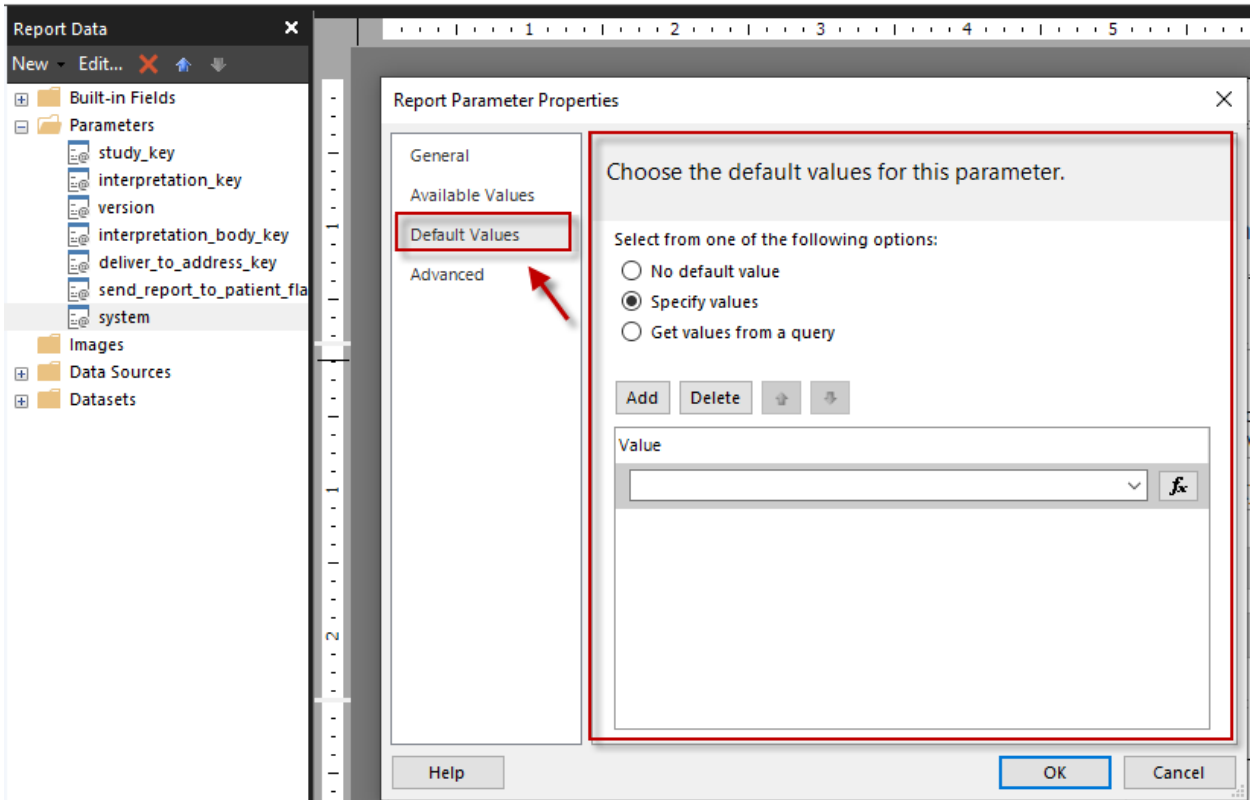 Report Data
New Edit...
Built-in Fields
Parameters
study_key
interpretation_key
version
interpretation_body_key
deliver_to_address_key
send_report_to_patient_fla
system
Images
Data Sources
Datasets
1 2 3 4 5
1
1
2
Report Parameter Properties
General
Available Values
Default Values
Advanced
Choose the default values for this parameter.
Select from one of the following options:
No default value
Specify values
Get values from a query
Add Delete
Value
fx
Help OK Cancel